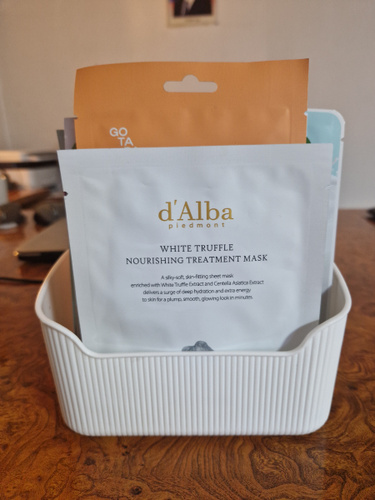 GO
TA
d'Alba
piedmont
WHITE TRUFFLE
NOURISHING TREATMENT MASK
A silky-soft, skin-fitting sheet mask
enriched with White Truffle Extract and Centella Asiatica Extract
delivers a surge of deep hydration and extra energy
to skin for a plump, smooth, glowing look in minutes